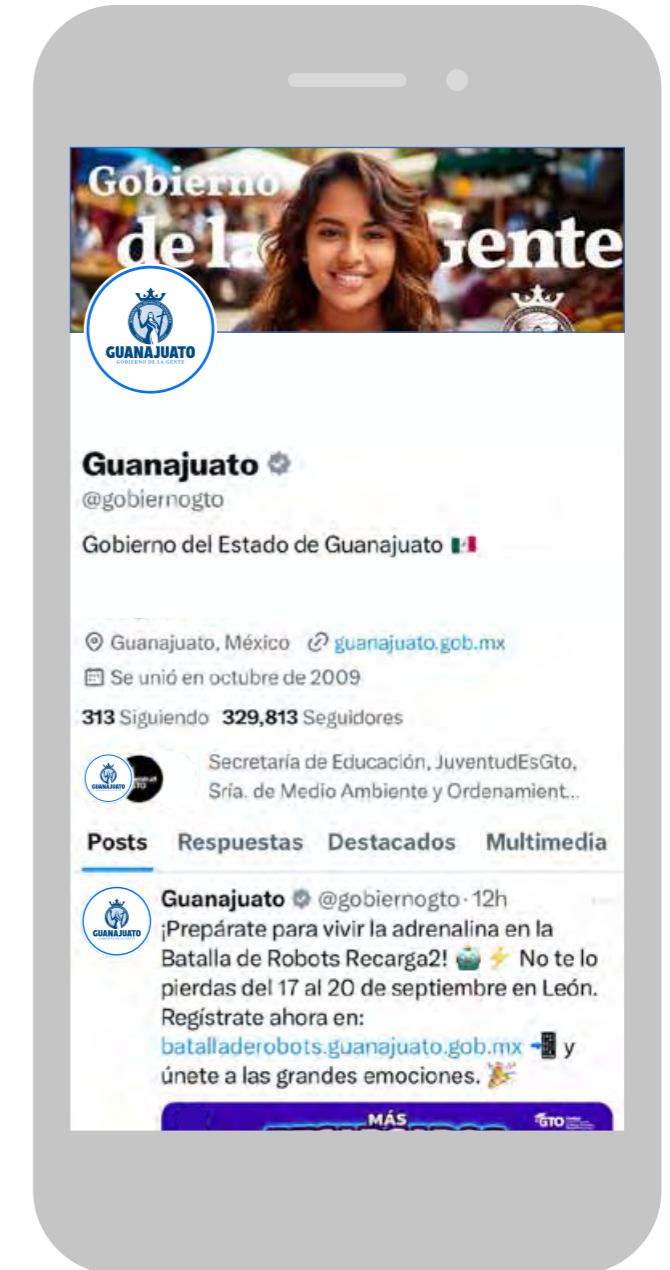 Gobierno
de la Gente
GUANAJUATO
GOBIERNO DE LA GENTE
Guanajuato
@gobiernogto
Gobierno del Estado de Guanajuato 🇲🇽
Guanajuato, México guanajuato.gob.mx
Se unió en octubre de 2009
313 Siguiendo 329,813 Seguidores
GUANAJUATO
Secretaría de Educación, JuventudEsGto,
Sría. de Medio Ambiente y Ordenamient...
Posts Respuestas Destacados Multimedia
GUANAJUATO
Guanajuato @gobiernogto · 12h
¡Prepárate para vivir la adrenalina en la
Batalla de Robots Recarga2! 🤖⚡ No te lo
pierdas del 17 al 20 de septiembre en León.
Regístrate ahora en:
batalladerobots.guanajuato.gob.mx 📲 y
únete a las grandes emociones. 🎉
MÁS
GTO